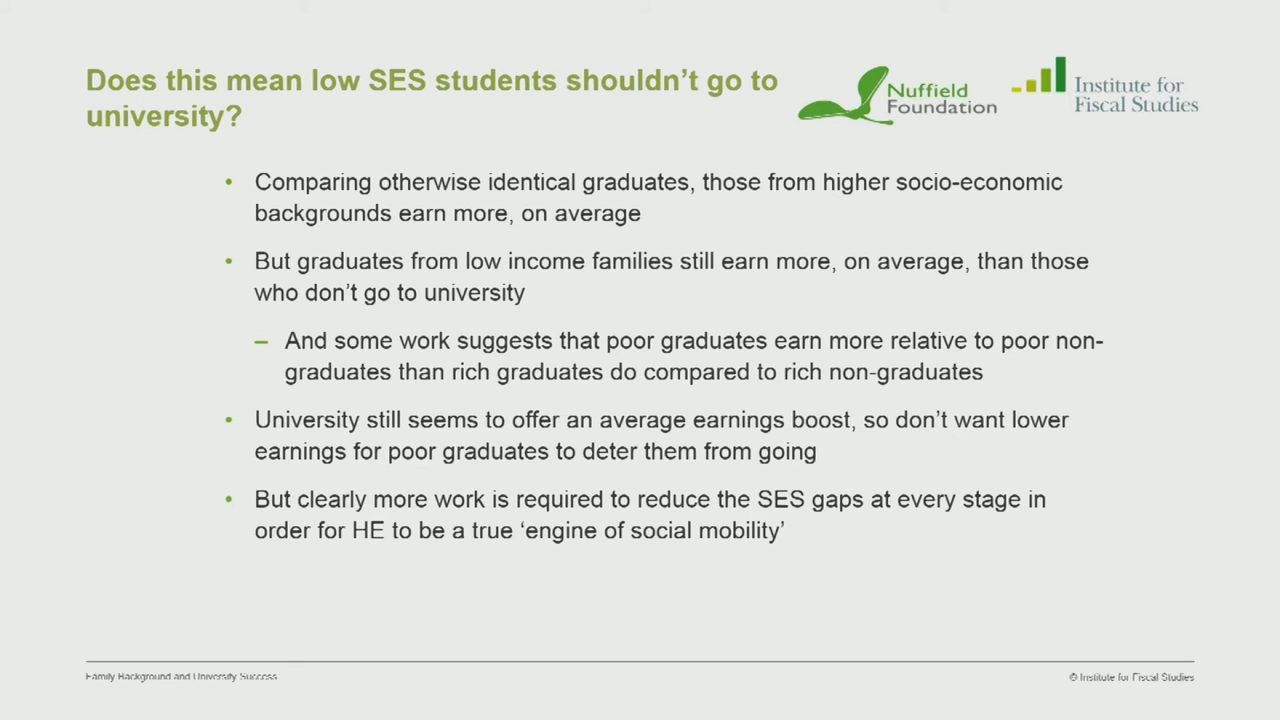 Does this mean low SES students shouldn’t go to
university?
Nuffield
Foundation
Institute for
Fiscal Studies
• Comparing otherwise identical graduates, those from higher socio-economic
backgrounds earn more, on average
• But graduates from low income families still earn more, on average, than those
who don’t go to university
– And some work suggests that poor graduates earn more relative to poor non-
graduates than rich graduates do compared to rich non-graduates
• University still seems to offer an average earnings boost, so don’t want lower
earnings for poor graduates to deter them from going
• But clearly more work is required to reduce the SES gaps at every stage in
order for HE to be a true ‘engine of social mobility’
Family Background and University Success
© Institute for Fiscal Studies